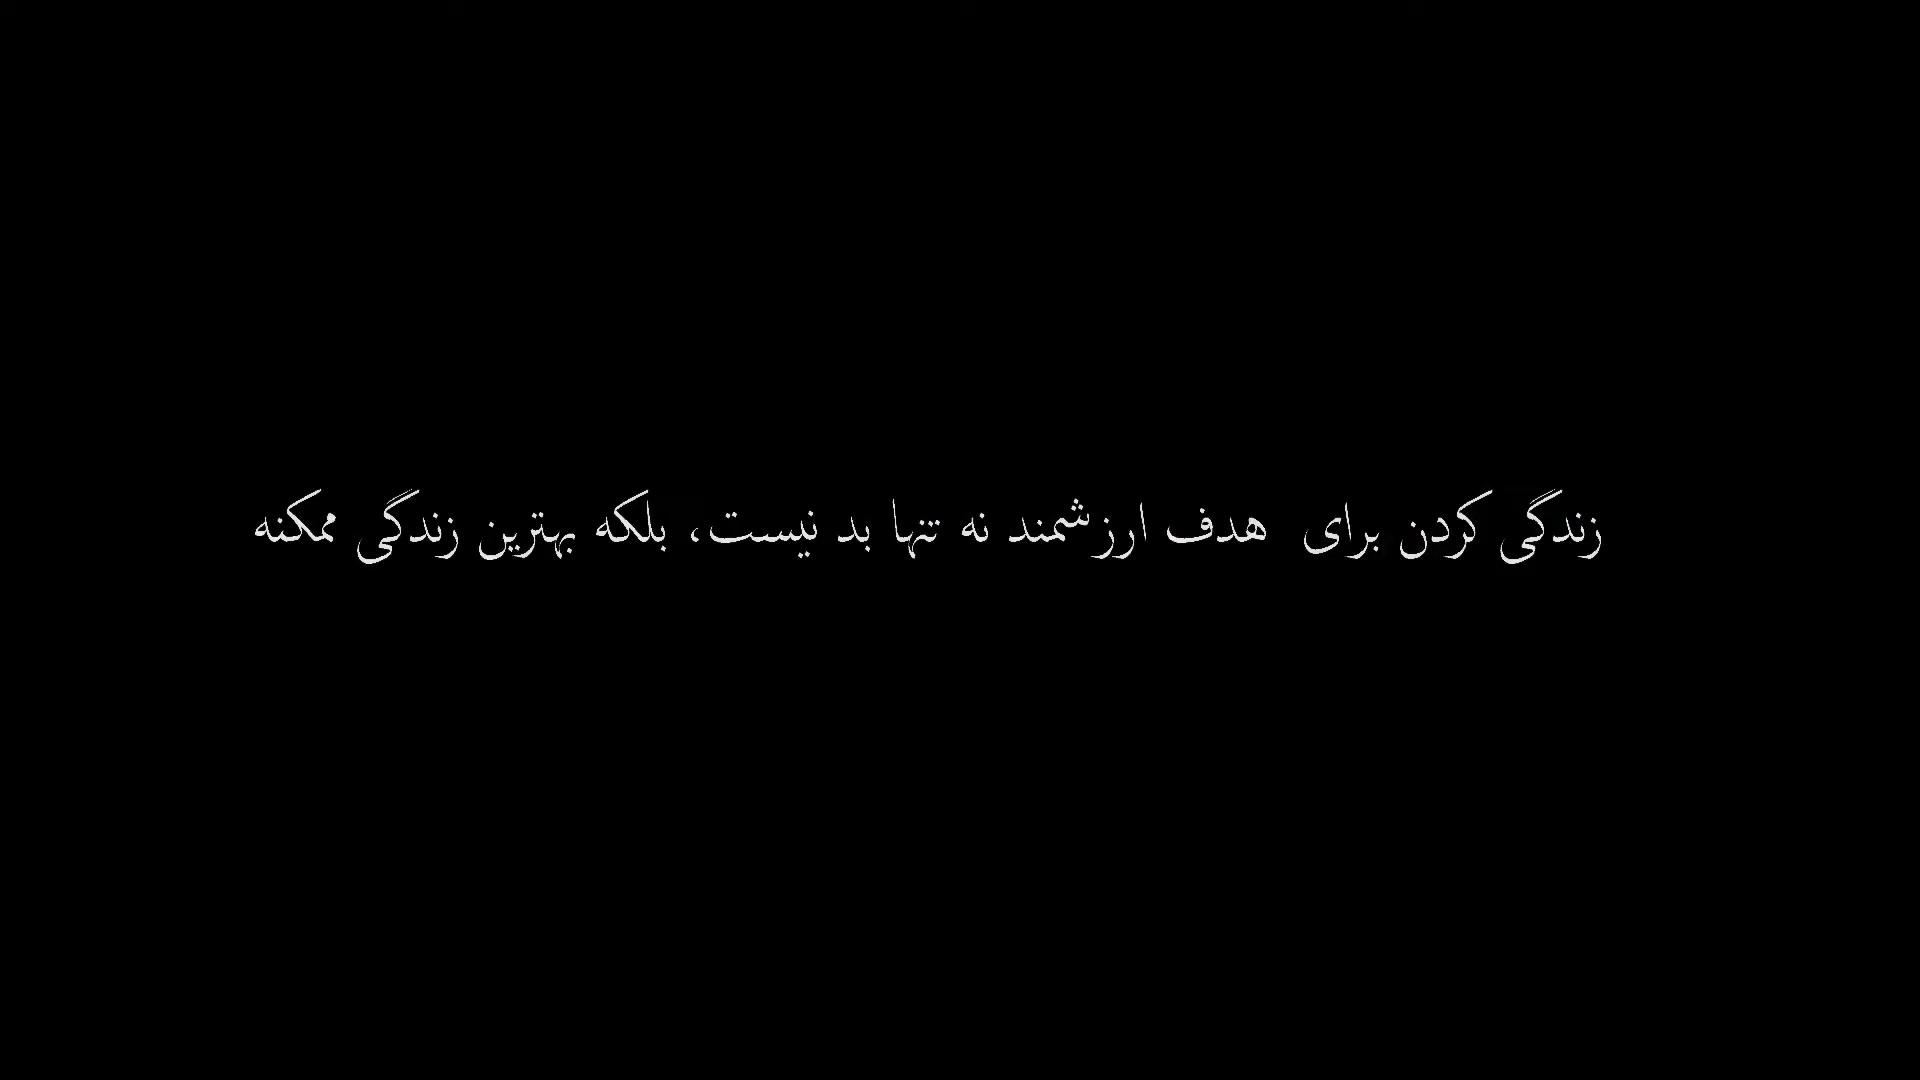 زندگی کردن برای هدف ارزشمند نه تنها بد نیست، بلکه بهترین زندگی ممکنه